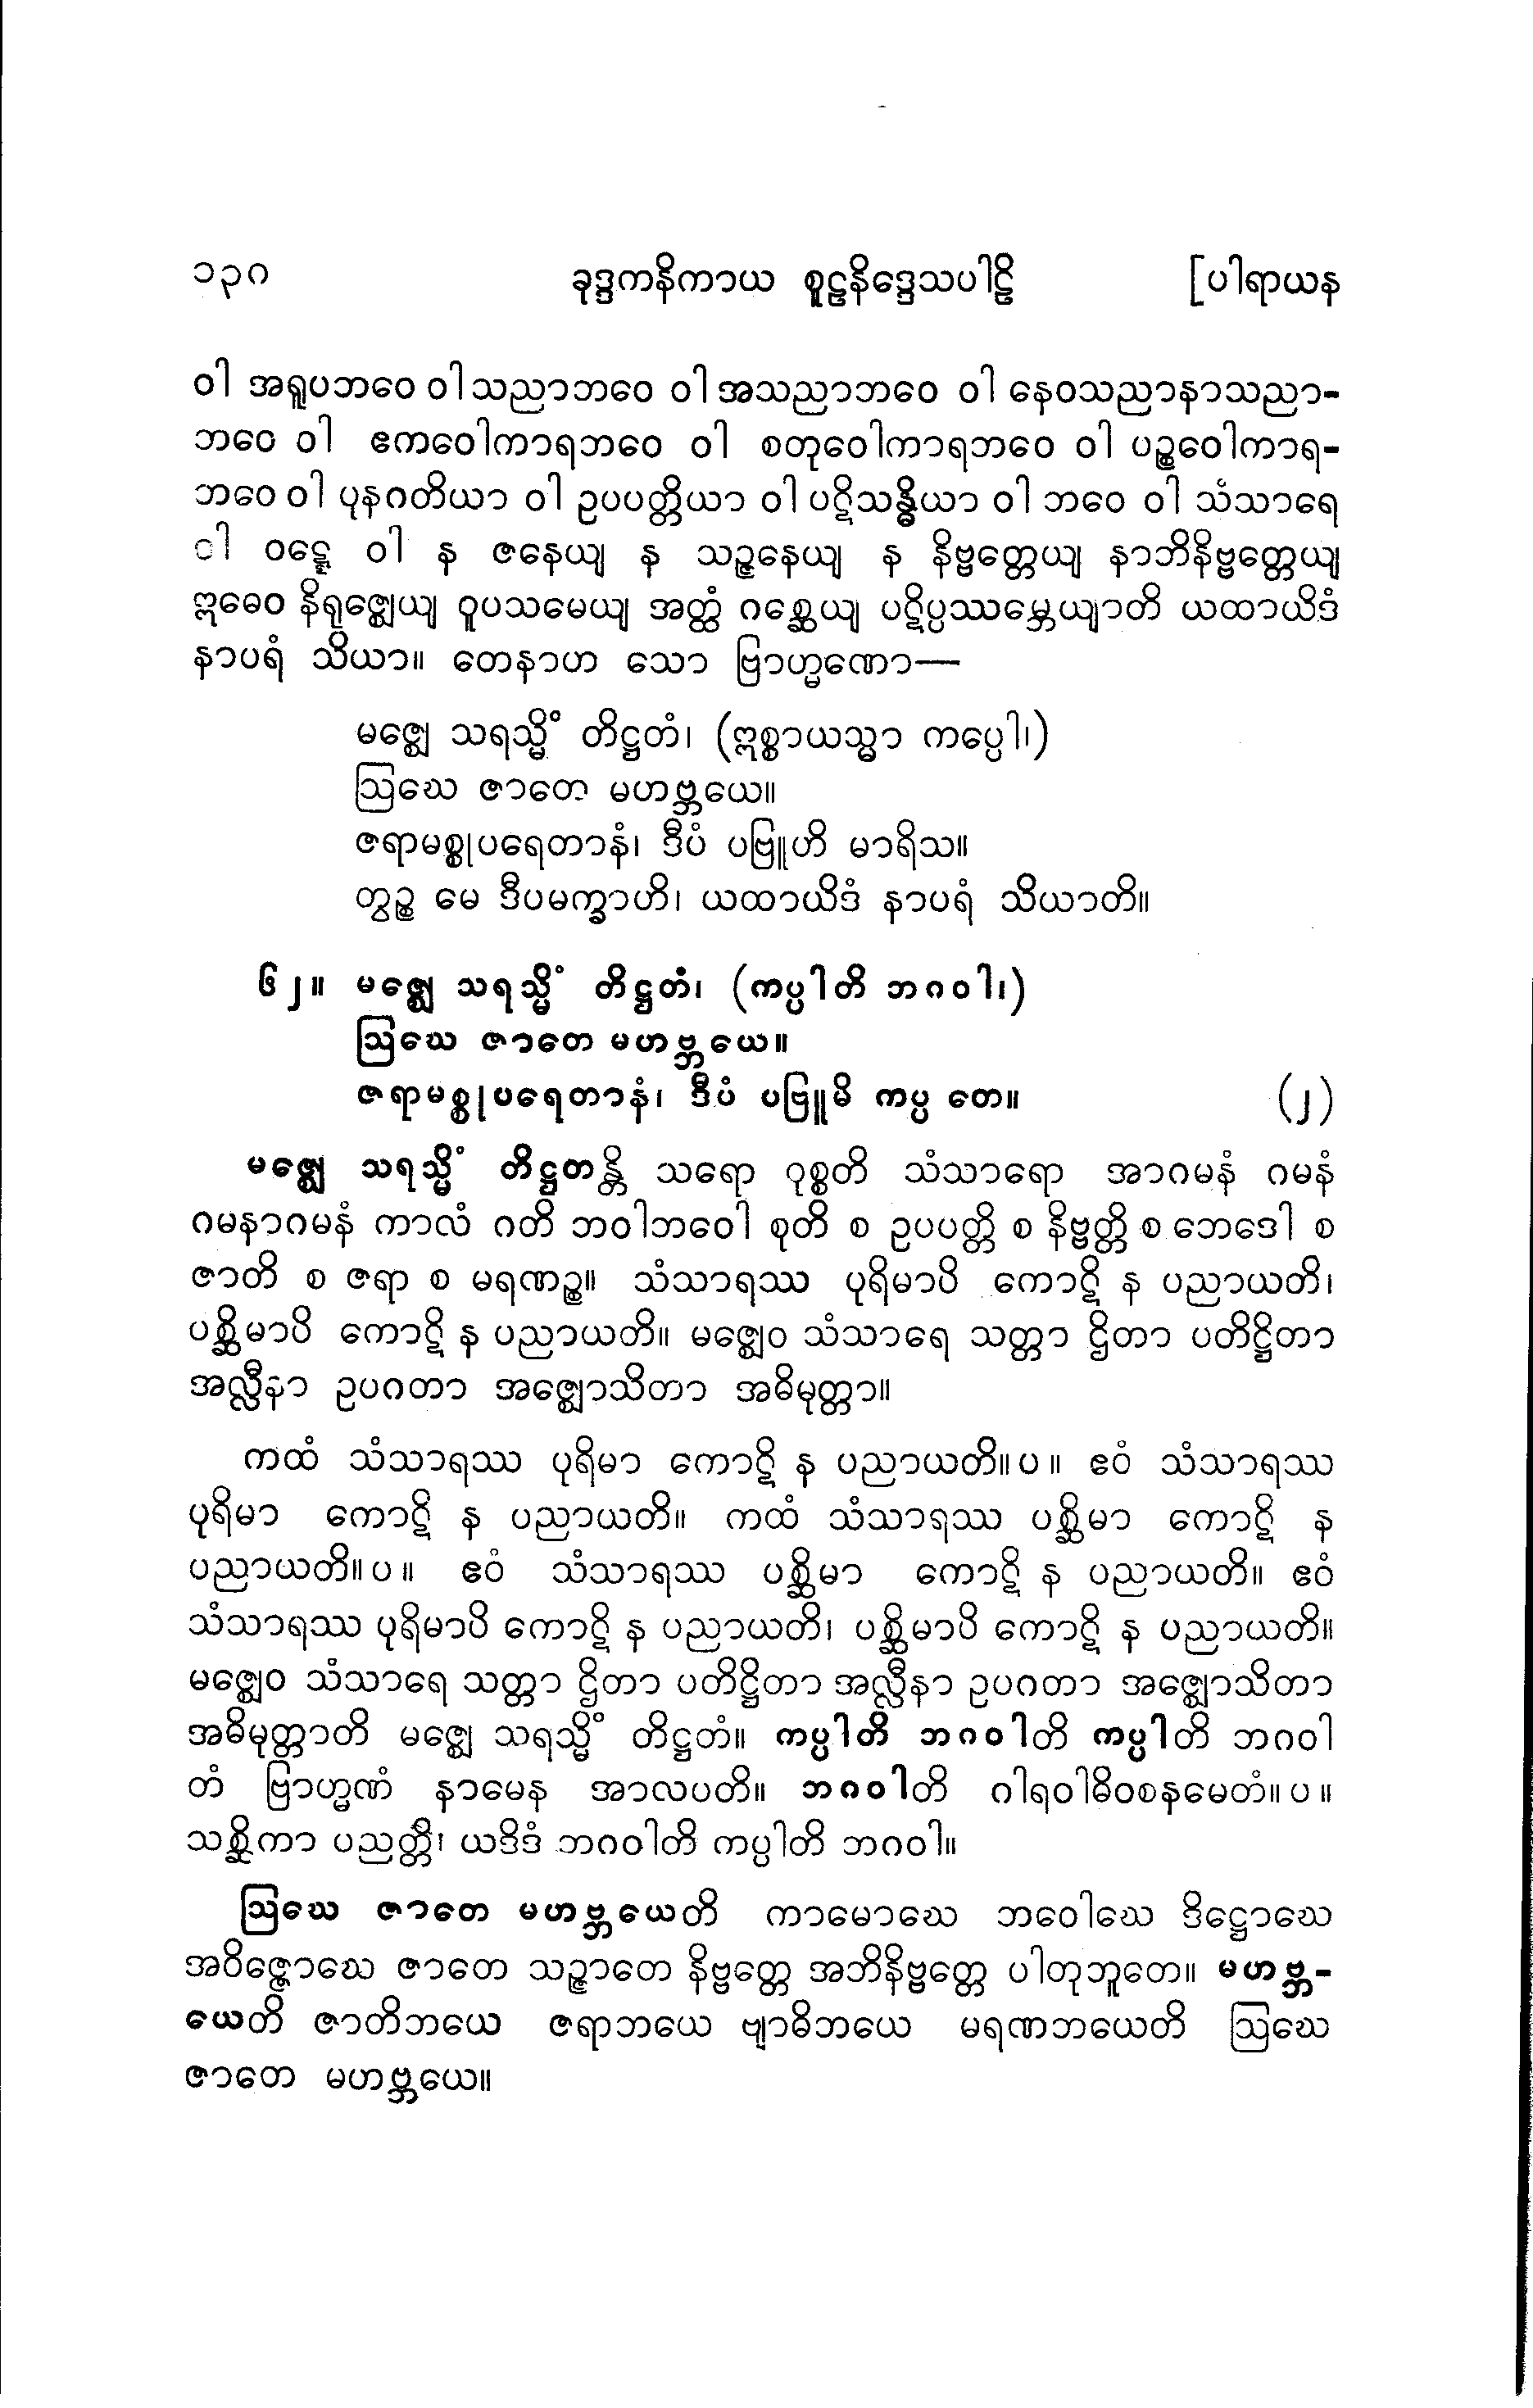 ၁၃၈ ခုဒ္ဒကနိကာယ စူဠနိဒ္ဒေသပါဠိ [ပါရာယန
ဝါ အရူပဘဝေ ဝါ သညာဘဝေ ဝါ အသညာဘဝေ ဝါ နေဝသညာနာသညာ-
ဘဝေ ဝါ ဧကဝေါကာရဘဝေ ဝါ စတုဝေါကာရဘဝေ ဝါ ပဉ္စဝေါကာရ-
ဘဝေ ဝါ ပုနဂတိယာ ဝါ ဥပပတ္တိယာ ဝါ ပဋိသန္ဓိယာ ဝါ ဘဝေ ဝါ သံသာရေ
ဝါ ဝဋ္ဋေ ဝါ န ဇနေယျ န သဉ္ဇနေယျ န နိဗ္ဗတ္တေယျ နာဘိနိဗ္ဗတ္တေယျ
ဣဓေဝ နိရုဇ္ဈေယျ ဝူပသမေယျ အတ္ထံ ဂစ္ဆေယျ ပဋိပ္ပဿမ္ဘေယျာတိ ယထာယိဒံ
နာပရံ သိယာ။ တေနာဟ သော ဗြာဟ္မဏော—
မဇ္ဈေ သရသ္မိံ တိဋ္ဌတံ၊ (ဣစ္စာယသ္မာ ကပ္ပေါ၊)
ဩဃေ ဇာတေ မဟဗ္ဘယေ။
ဇရာမစ္စုပရေတာနံ၊ ဒီပံ ပဗြူဟိ မာရိသ။
တွဉ္စ မေ ဒီပမက္ခာဟိ၊ ယထာယိဒံ နာပရံ သိယာတိ။
၆၂။ မဇ္ဈေ သရသ္မိံ တိဋ္ဌတံ၊ (ကပ္ပါတိ ဘဂဝါ၊)
ဩဃေ ဇာတေ မဟဗ္ဘယေ။
ဇရာမစ္စုပရေတာနံ၊ ဒီပံ ပဗြူမိ ကပ္ပ တေ။ (၂)
မဇ္ဈေ သရသ္မိံ တိဋ္ဌတန္တိ သရော ဝုစ္စတိ သံသာရော အာဂမနံ ဂမနံ
ဂမနာဂမနံ ကာလံ ဂတိ ဘဝါဘဝေါ စုတိ စ ဥပပတ္တိ စ နိဗ္ဗတ္တိ စ ဘေဒေါ စ
ဇာတိ စ ဇရာ စ မရဏဉ္စ။ သံသာရဿ ပုရိမာပိ ကောဋိ န ပညာယတိ၊
ပစ္ဆိမာပိ ကောဋိ န ပညာယတိ။ မဇ္ဈေဝ သံသာရေ သတ္တာ ဌိတာ ပတိဋ္ဌိတာ
အလ္လီနာ ဥပဂတာ အဇ္ဈောသိတာ အဓိမုတ္တာ။
ကထံ သံသာရဿ ပုရိမာ ကောဋိ န ပညာယတိ။ပ။ ဧဝံ သံသာရဿ
ပုရိမာ ကောဋိ န ပညာယတိ။ ကထံ သံသာရဿ ပစ္ဆိမာ ကောဋိ န
ပညာယတိ။ပ။ ဧဝံ သံသာရဿ ပစ္ဆိမာ ကောဋိ န ပညာယတိ။ ဧဝံ
သံသာရဿ ပုရိမာပိ ကောဋိ န ပညာယတိ၊ ပစ္ဆိမာပိ ကောဋိ န ပညာယတိ။
မဇ္ဈေဝ သံသာရေ သတ္တာ ဌိတာ ပတိဋ္ဌိတာ အလ္လီနာ ဥပဂတာ အဇ္ဈောသိတာ
အဓိမုတ္တာတိ မဇ္ဈေ သရသ္မိံ တိဋ္ဌတံ။ ကပ္ပါတိ ဘဂဝါတိ ကပ္ပါတိ ဘဂဝါ
တံ ဗြာဟ္မဏံ နာမေန အာလပတိ။ ဘဂဝါတိ ဂါရဝါဓိဝစနမေတံ။ပ။
သစ္ဆိကာ ပညတ္တိ၊ ယဒိဒံ ဘဂဝါတိ ကပ္ပါတိ ဘဂဝါ။
ဩဃေ ဇာတေ မဟဗ္ဘယေတိ ကာမောဃေ ဘဝေါဃေ ဒိဋ္ဌောဃေ
အဝိဇ္ဇောဃေ ဇာတေ သဉ္ဇာတေ နိဗ္ဗတ္တေ အဘိနိဗ္ဗတ္တေ ပါတုဘူတေ။ မဟဗ္ဘ-
ယေတိ ဇာတိဘယေ ဇရာဘယေ ဗျာဓိဘယေ မရဏဘယေတိ ဩဃေ
ဇာတေ မဟဗ္ဘယေ။